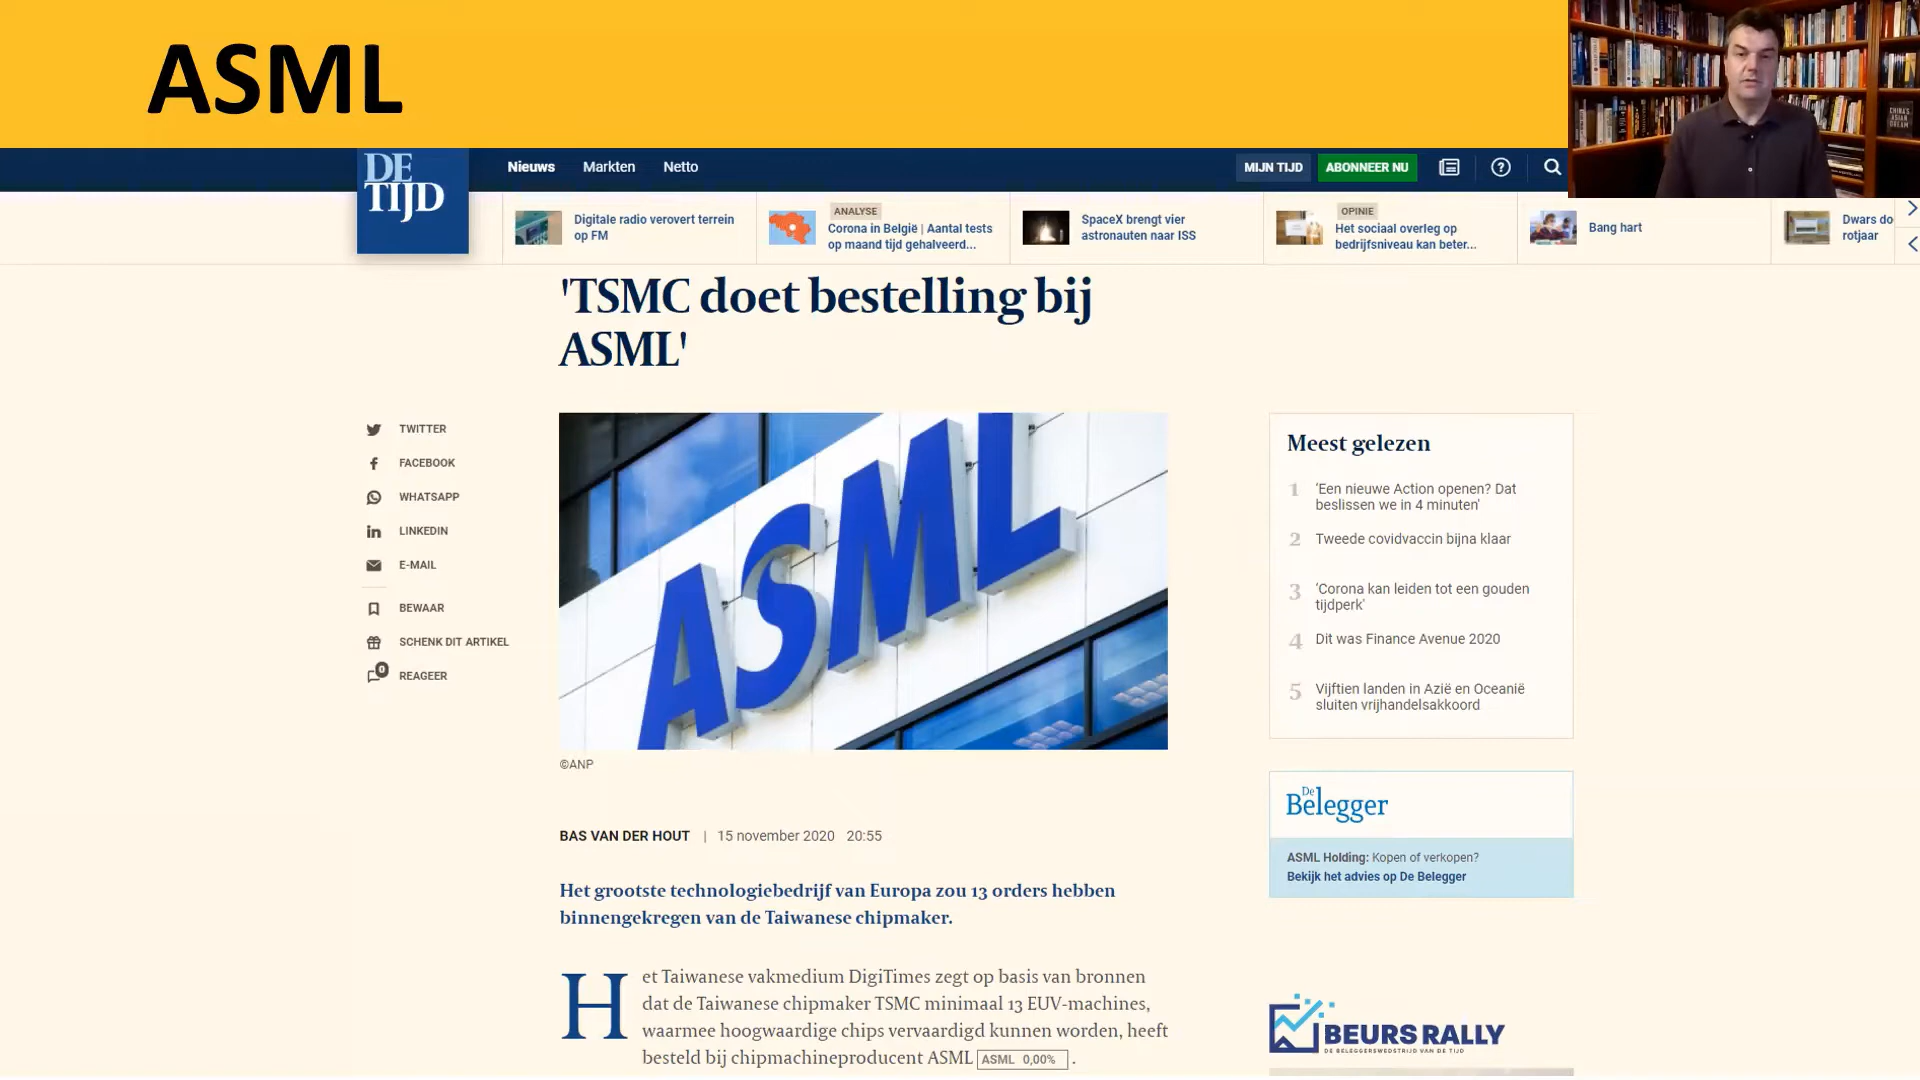 ASML
DE
TIJD
Nieuws
Markten
Netto
MIJN TIJD
ABONNEER NU
Digitale radio verovert terrein
op FM
ANALYSE
Corona in België | Aantal tests
op maand tijd gehalveerd...
SpaceX brengt vier
astronauten naar ISS
OPINIE
Het sociaal overleg op
bedrijfsniveau kan beter...
Bang hart
Dwars do
rotjaar
CHINA'S
ASIAN
DREAM
'TSMC doet bestelling bij
ASML'
TWITTER
FACEBOOK
WHATSAPP
LINKEDIN
E-MAIL
BEWAAR
SCHENK DIT ARTIKEL
0
REAGEER
ASML
©ANP
BAS VAN DER HOUT | 15 november 2020 20:55
Het grootste technologiebedrijf van Europa zou 13 orders hebben
binnengekregen van de Taiwanese chipmaker.
Het Taiwanese vakmedium DigiTimes zegt op basis van bronnen
dat de Taiwanese chipmaker TSMC minimaal 13 EUV-machines,
waarmee hoogwaardige chips vervaardigd kunnen worden, heeft
besteld bij chipmachineproducent ASML ASML 0,00% .
Meest gelezen
1 'Een nieuwe Action openen? Dat
beslissen we in 4 minuten'
2 Tweede covidvaccin bijna klaar
3 'Corona kan leiden tot een gouden
tijdperk'
4 Dit was Finance Avenue 2020
5 Vijftien landen in Azië en Oceanië
sluiten vrijhandelsakkoord
De
Belegger
ASML Holding: Kopen of verkopen?
Bekijk het advies op De Belegger
BEURS RALLY
DE BELEGGERSWEDSTRIJD VAN DE TIJD